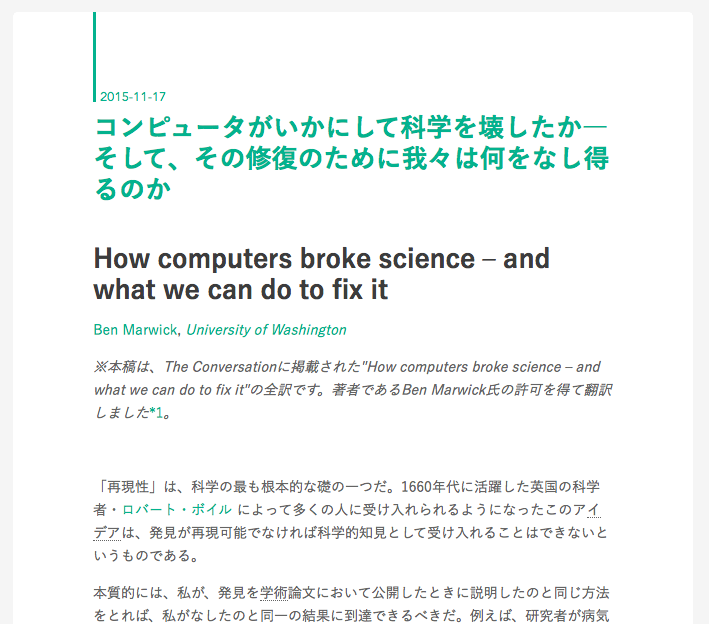 2015-11-17
コンピュータがいかにして科学を壊したか―
そして、その修復のために我々は何をなし得
るのか
How computers broke science – and
what we can do to fix it
Ben Marwick, University of Washington
※本稿は、The Conversationに掲載された"How computers broke science – and
what we can do to fix it"の全訳です。著者であるBen Marwick氏の許可を得て翻訳
しました*1。
「再現性」は、科学の最も根本的な礎の一つだ。1660年代に活躍した英国の科学
者・ロバート・ボイル によって多くの人に受け入れられるようになったこのアイ
デアは、発見が再現可能でなければ科学的知見として受け入れることはできないと
いうものである。
本質的には、私が、発見を学術論文において公開したときに説明したのと同じ方法
をとれば、私がなしたのと同一の結果に到達できるべきだ。例えば、研究者が病気